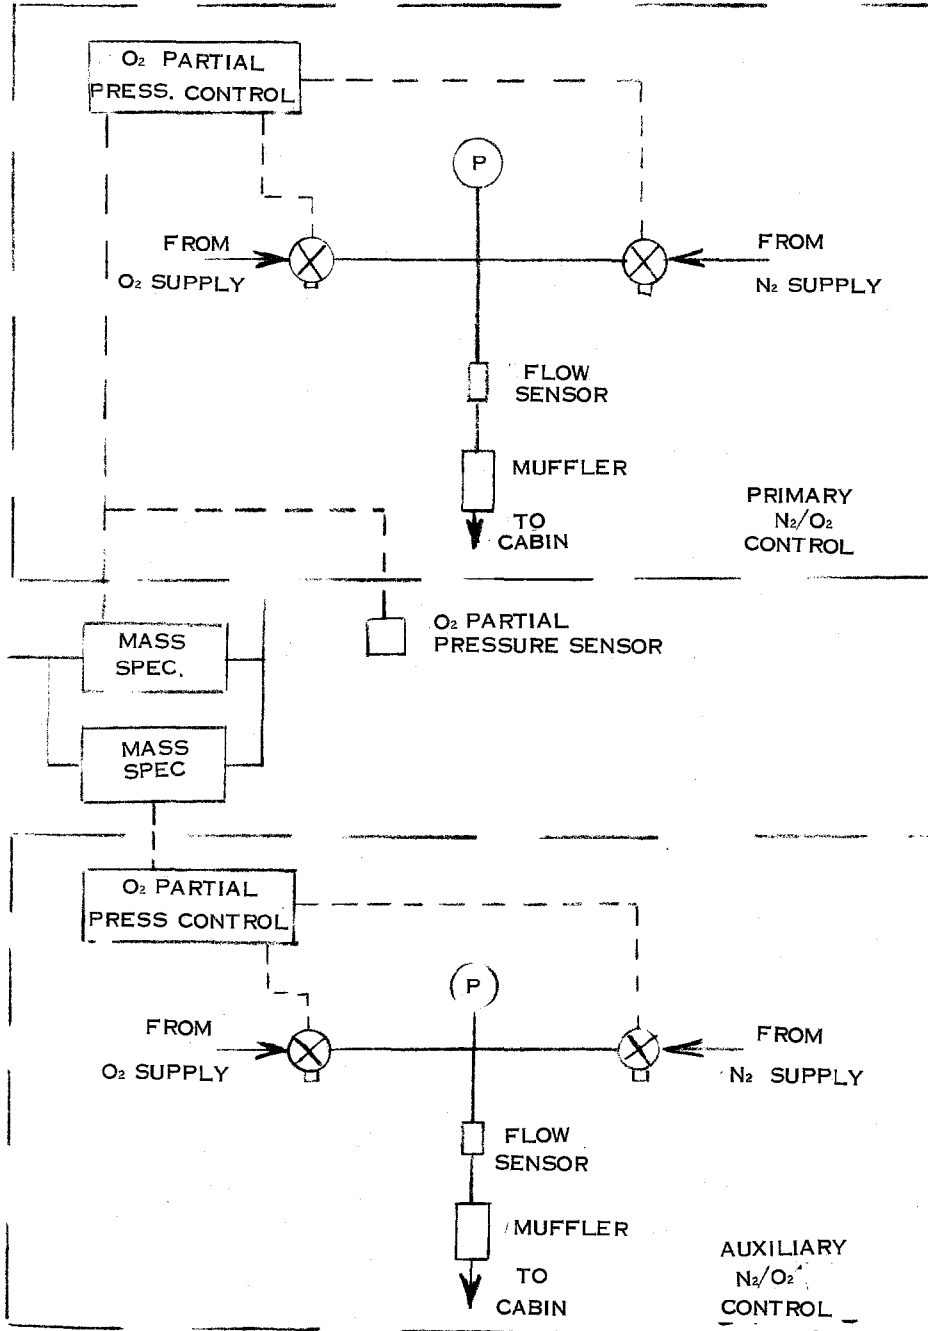 O₂ PARTIAL
PRESS. CONTROL
P
FROM
O₂ SUPPLY
FROM
N₂ SUPPLY
FLOW
SENSOR
MUFFLER
TO
CABIN
PRIMARY
N₂/O₂
CONTROL
O₂ PARTIAL
PRESSURE SENSOR
MASS
SPEC.
MASS
SPEC
O₂ PARTIAL
PRESS CONTROL
P
FROM
O₂ SUPPLY
FROM
N₂ SUPPLY
FLOW
SENSOR
MUFFLER
TO
CABIN
AUXILIARY
N₂/O₂
CONTROL